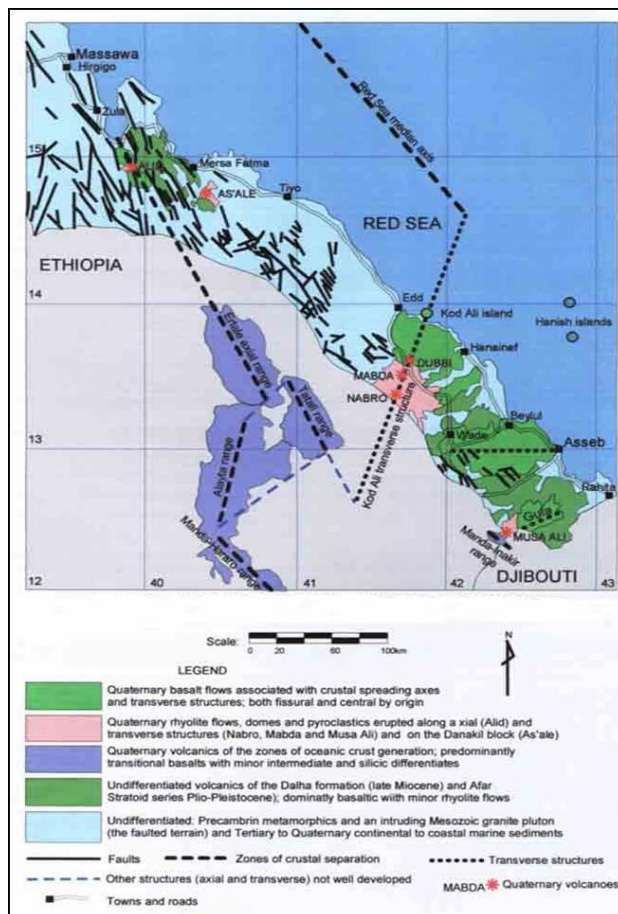 Massawa
Hirgigo
Zula
Red Sea median axis
15
ALID
Mersa Fatma
AS'ALE
Tiyo
RED SEA
ETHIOPIA
14
Edd
Kod Ali island
Hanish islands
Ertale axial range
DUBBI
Hansinef
MABDA
NABRO
Tatali range
Kod Ali transverse structure
Beylul
13
Wade
Asseb
Alayta range
Rahita
Gufa
MUSA ALI
Manda-Hararo range
Manda-Inakir
range
12
40
41
42
DJIBOUTI
43
Scale:
0 20 60 100km
N
LEGEND
Quaternary basalt flows associated with crustal spreading axes
and transverse structures; both fissural and central by origin
Quaternary rhyolite flows, domes and pyroclastics erupted along a xial (Alid) and
transverse structures (Nabro, Mabda and Musa Ali) and on the Danakil block (As'ale)
Quaternary volcanics of the zones of oceanic crust generation; predominantly
transitional basalts with minor intermediate and silicic differentiates
Undifferentiated volcanics of the Dalha formation (late Miocene) and Afar
Stratoid series Plio-Pleistocene); dominatly basaltic wiith minor rhyolite flows
Undifferentiated: Precambrin metamorphics and an intruding Mesozoic granite pluton
(the faulted terrain) and Tertiary to Quaternary continental to coastal marine sediments
Faults
Zones of crustal separation
Transverse structures
Other structures (axial and transverse) not well developed
MABDA
Quaternary volcanoes
Towns and roads